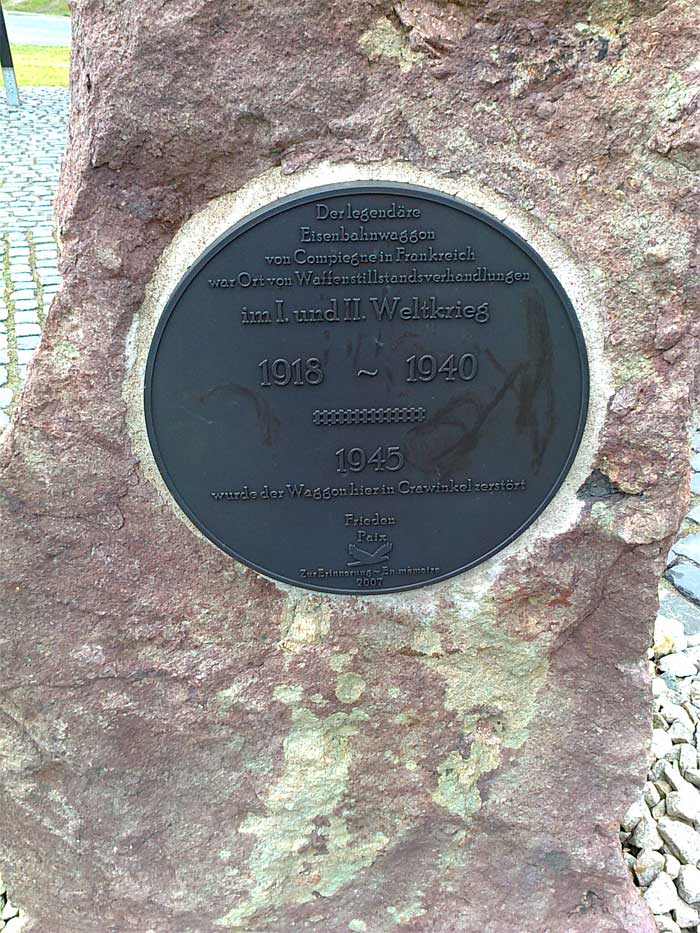 Der legendäre
Eisenbahnwaggon
von Compiegne in Frankreich
war Ort von Waffenstillstandsverhandlungen
im I. und II. Weltkrieg
1918 ~ 1940
1945
wurde der Waggon hier in Crawinkel zerstört
Frieden
Paix
Zur Erinnerung ~ En mèmoire
2007